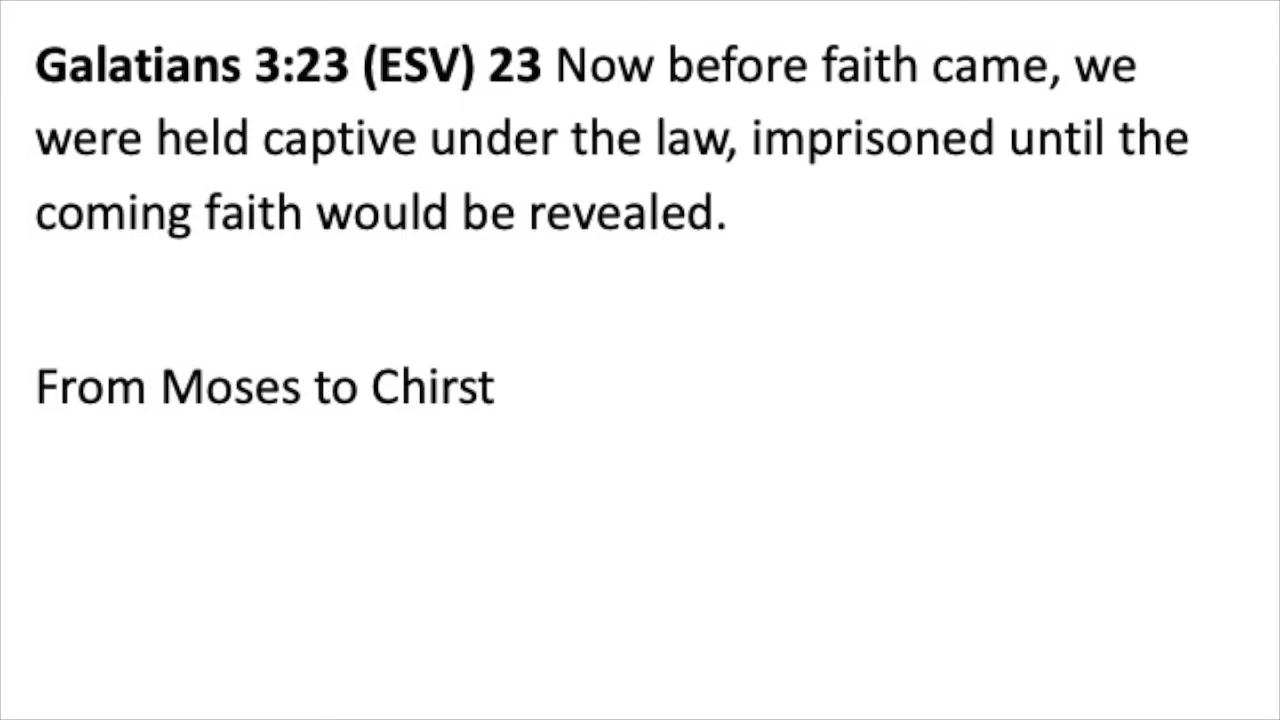 Galatians 3:23 (ESV) 23 Now before faith came, we
were held captive under the law, imprisoned until the
coming faith would be revealed.
From Moses to Chirst